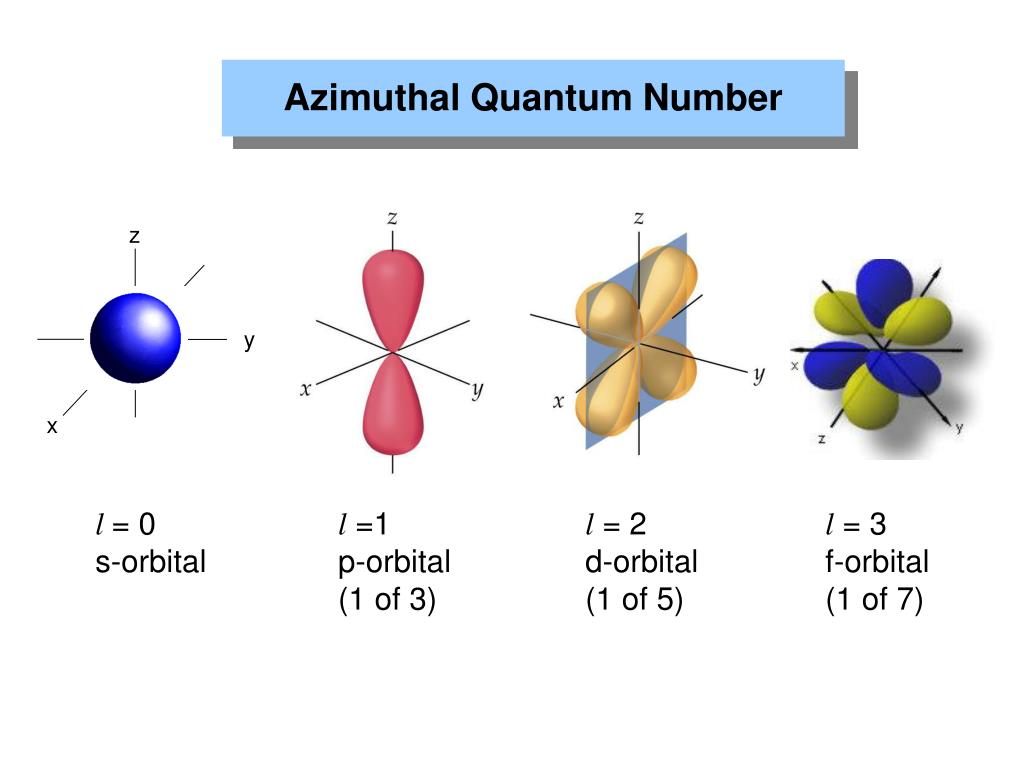 Azimuthal Quantum Number
z
y
x
z
x
y
z
y
x
x
z
y
l = 0
s-orbital
l =1
p-orbital
(1 of 3)
l = 2
d-orbital
(1 of 5)
l = 3
f-orbital
(1 of 7)